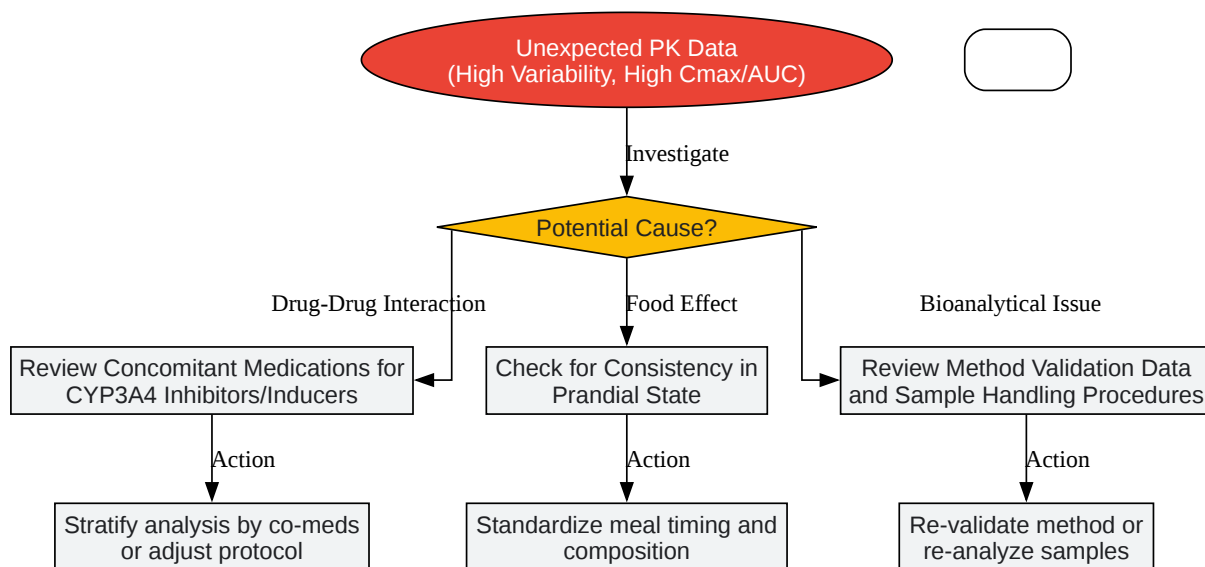 Unexpected PK Data
(High Variability, High Cmax/AUC)
Investigate
Potential Cause?
Drug-Drug Interaction
Food Effect
Bioanalytical Issue
Review Concomitant Medications for
CYP3A4 Inhibitors/Inducers
Check for Consistency in
Prandial State
Review Method Validation Data
and Sample Handling Procedures
Action
Action
Action
Stratify analysis by co-meds
or adjust protocol
Standardize meal timing and
composition
Re-validate method or
re-analyze samples